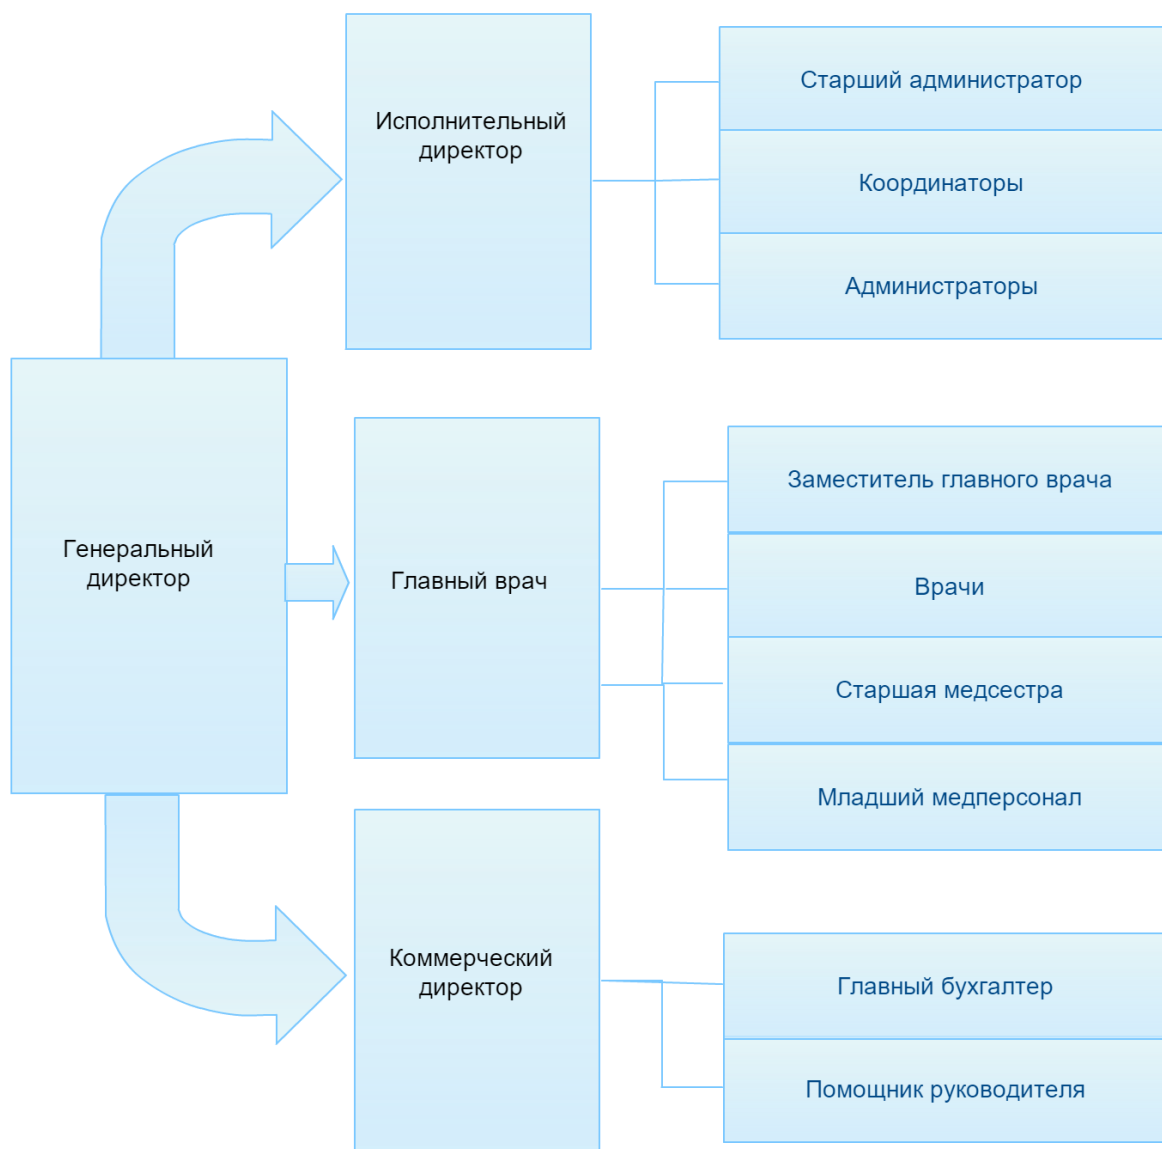 Исполнительный
директор
Старший администратор
Координаторы
Администраторы
Генеральный
директор
Главный врач
Заместитель главного врача
Врачи
Старшая медсестра
Младший медперсонал
Коммерческий
директор
Главный бухгалтер
Помощник руководителя